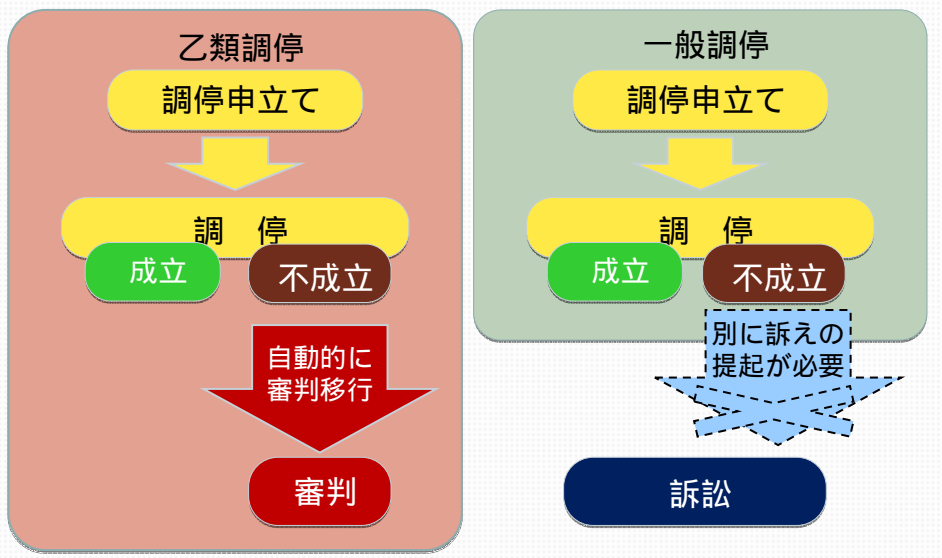 乙類調停
調停申立て
調　停
成立
不成立
自動的に
審判移行
審判
一般調停
調停申立て
調　停
成立
不成立
別に訴えの
提起が必要
訴訟